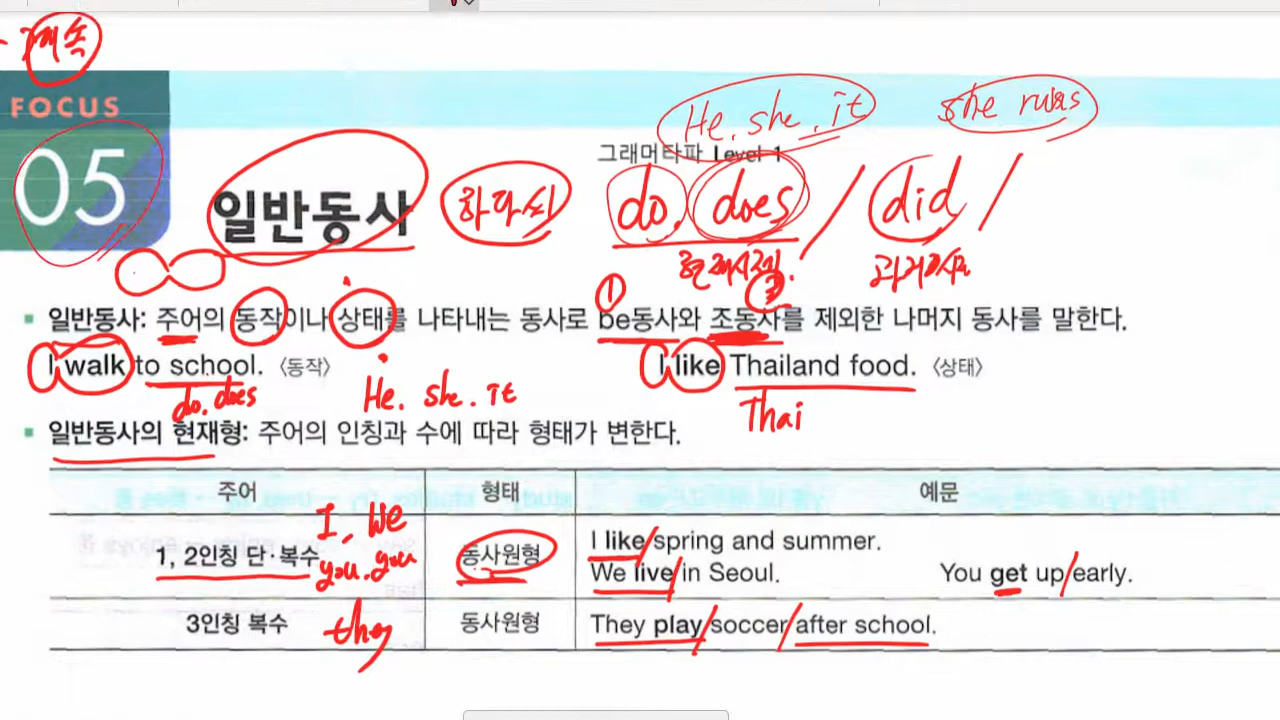 계속
He. she. it
she runs
FOCUS
05
그래머타파 Level 1
일반동사
하다씨
do. does / did /
현재시제. 과거시제
① ②
일반동사: 주어의 동작이나 상태를 나타내는 동사로 be동사와 조동사를 제외한 나머지 동사를 말한다.
I walk to school. 〈동작〉
I like Thailand food. 〈상태〉
do. does
He. she. it
Thai
일반동사의 현재형: 주어의 인칭과 수에 따라 형태가 변한다.
주어 형태 예문
I, We
1, 2인칭 단·복수 동사원형
you. you
I like/spring and summer.
We live/in Seoul. You get up/early.
3인칭 복수 동사원형 They play/soccer/after school.
they